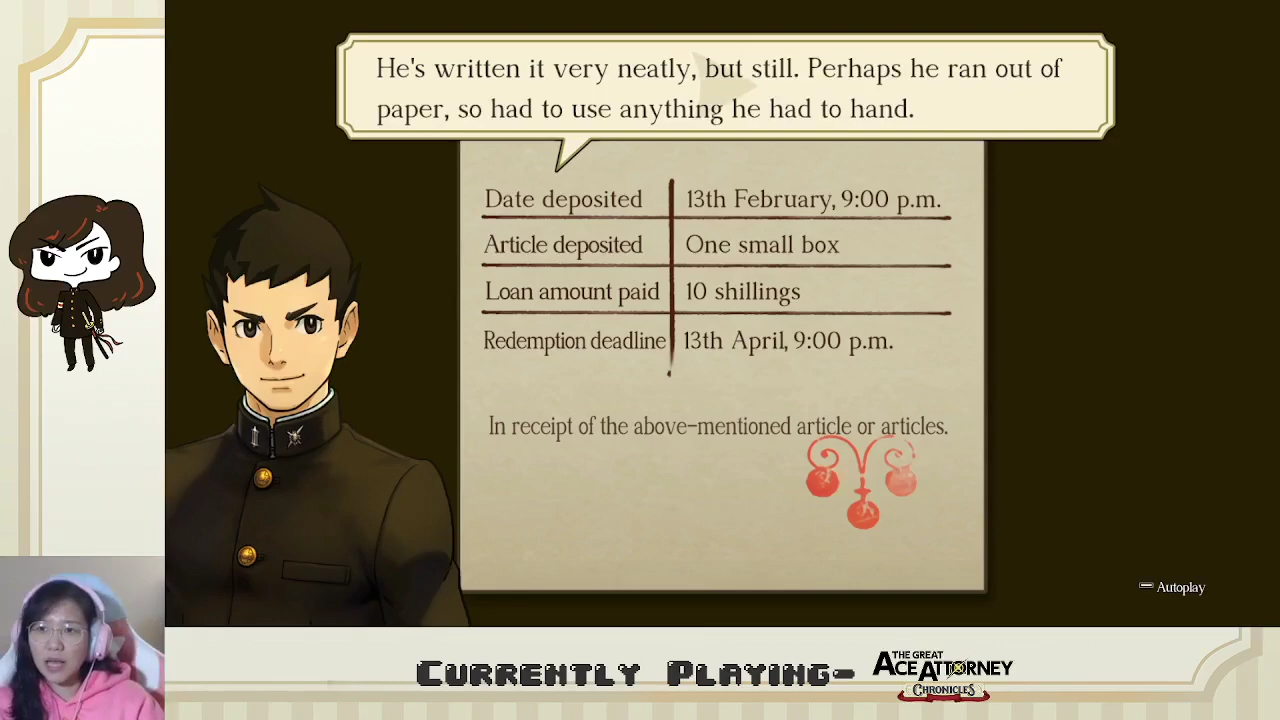 He's written it very neatly, but still. Perhaps he ran out of
paper, so had to use anything he had to hand.
Date deposited 13th February, 9:00 p.m.
Article deposited One small box
Loan amount paid 10 shillings
Redemption deadline 13th April, 9:00 p.m.
In receipt of the above-mentioned article or articles.
Autoplay
Currently Playing-
THE GREAT
ACE ATTORNEY
CHRONICLES